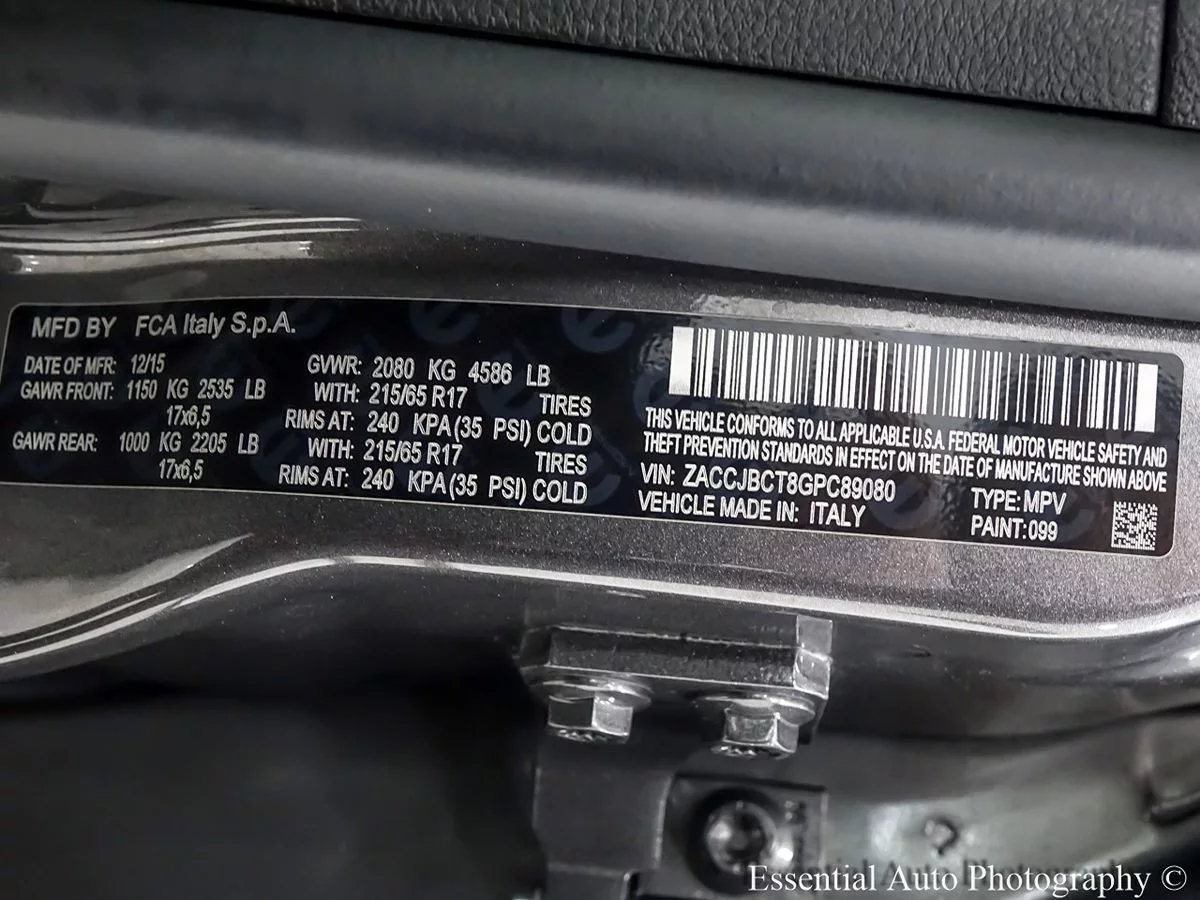 MFD BY FCA Italy S.p.A.
DATE OF MFR: 12/15 GVWR: 2080 KG 4586 LB
GAWR FRONT: 1150 KG 2535 LB WITH: 215/65 R17 TIRES
17x6,5 RIMS AT: 240 KPA(35 PSI) COLD
GAWR REAR: 1000 KG 2205 LB WITH: 215/65 R17 TIRES
17x6,5 RIMS AT: 240 KPA(35 PSI) COLD
THIS VEHICLE CONFORMS TO ALL APPLICABLE U.S.A. FEDERAL MOTOR VEHICLE SAFETY AND
THEFT PREVENTION STANDARDS IN EFFECT ON THE DATE OF MANUFACTURE SHOWN ABOVE
VIN: ZACCJBCT8GPC89080 TYPE: MPV
VEHICLE MADE IN: ITALY PAINT: 099
Essential Auto Photography ©